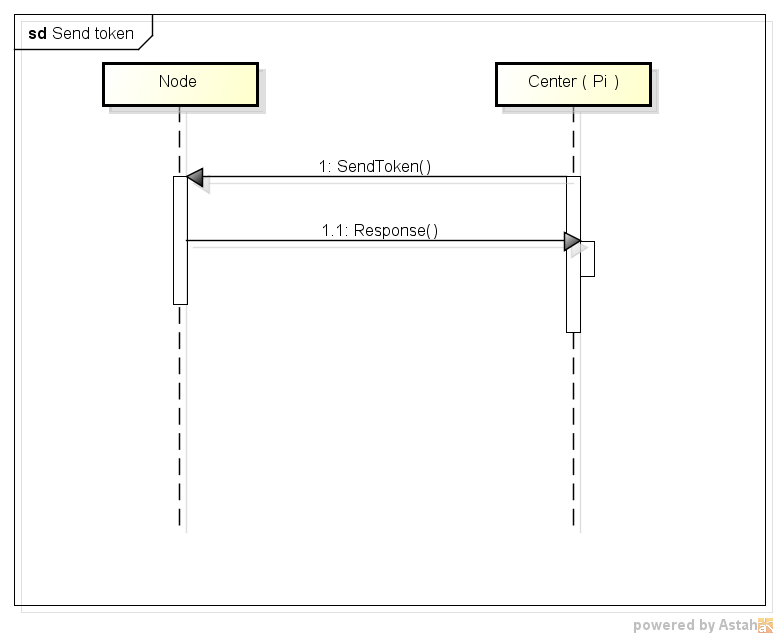 sd Send token
Node
Center ( Pi )
1: SendToken()
1.1: Response()
powered by Astah